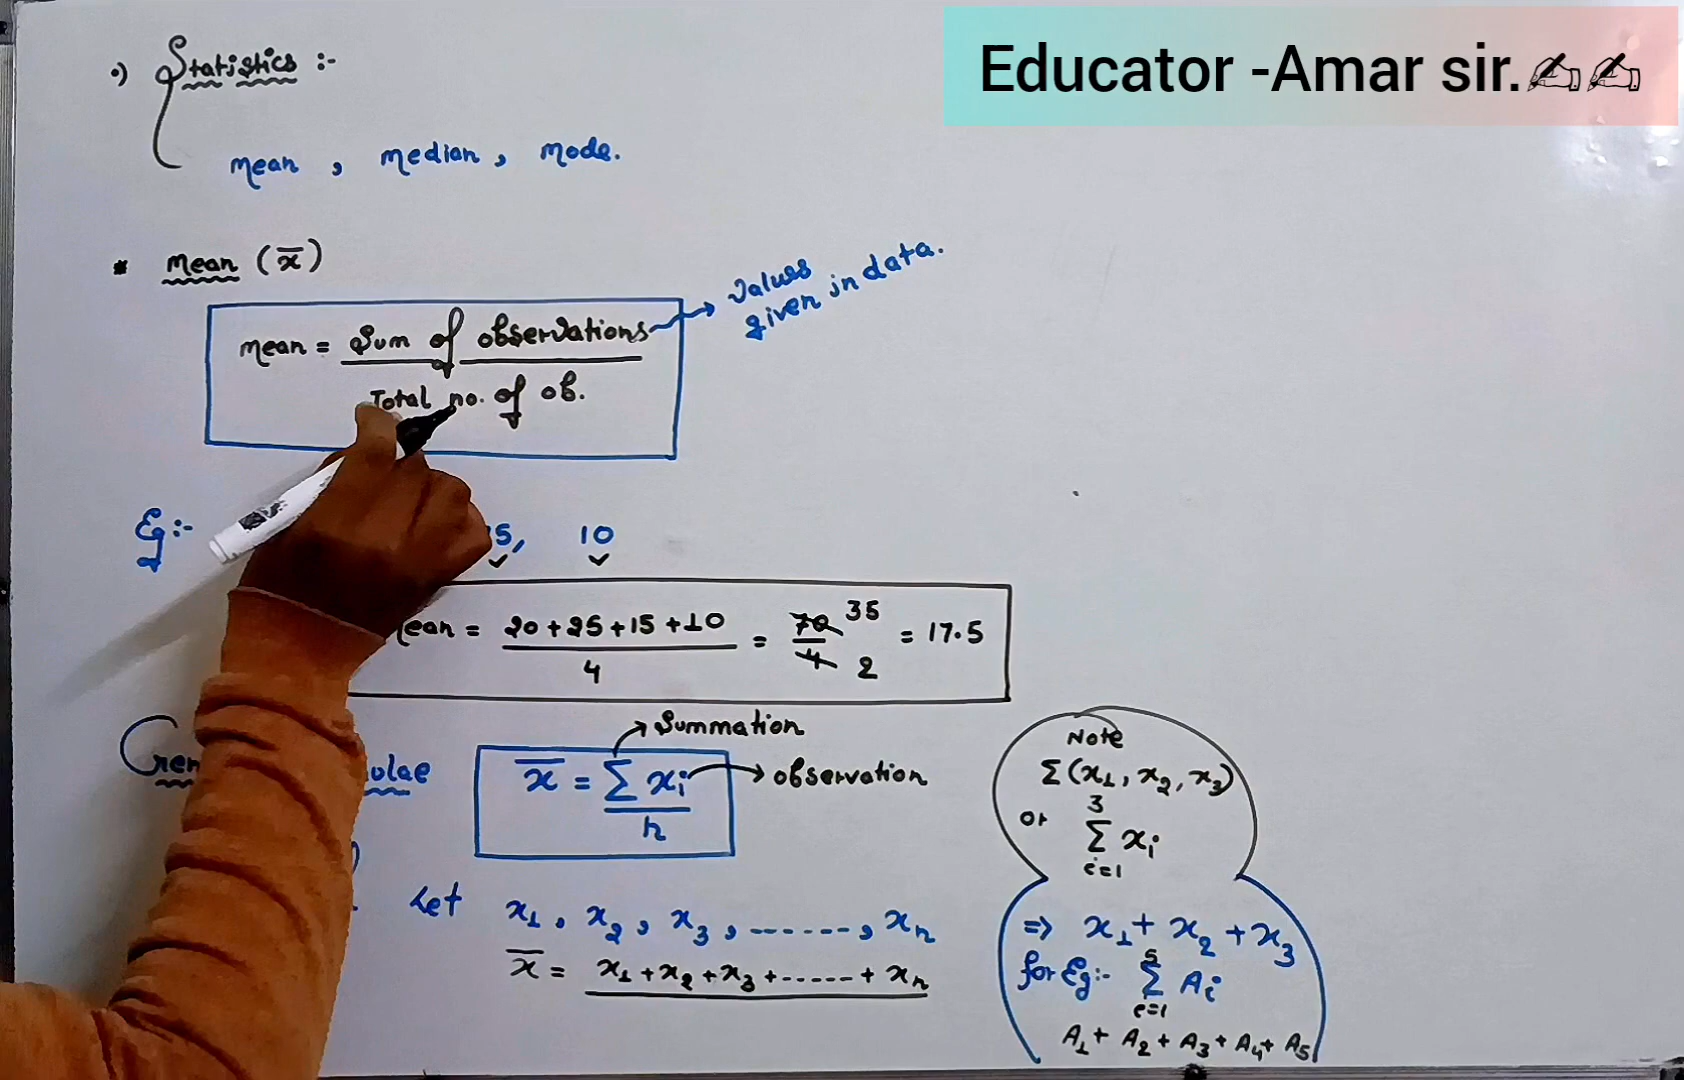 Educator -Amar sir.✍✍
•) Statistics :-
mean , median , mode.
* Mean (x̄)
mean = Sum of observations
Total no. of ob.
→ values
given in data.
Eg:- 5, 10
ean = 20+25+15+10 = 70 35 = 17.5
4 4 2
→ Summation
x̄ = Σ xi → observation
n
Let x1, x2, x3, ------, xn
x̄ = x1 + x2 + x3 + ------ + xn
Note
Σ (x1, x2, x3)
or 3
Σ xi
i=1
=> x1 + x2 + x3
for Eg:- 5
Σ Ai
i=1
A1 + A2 + A3 + A4 + A5